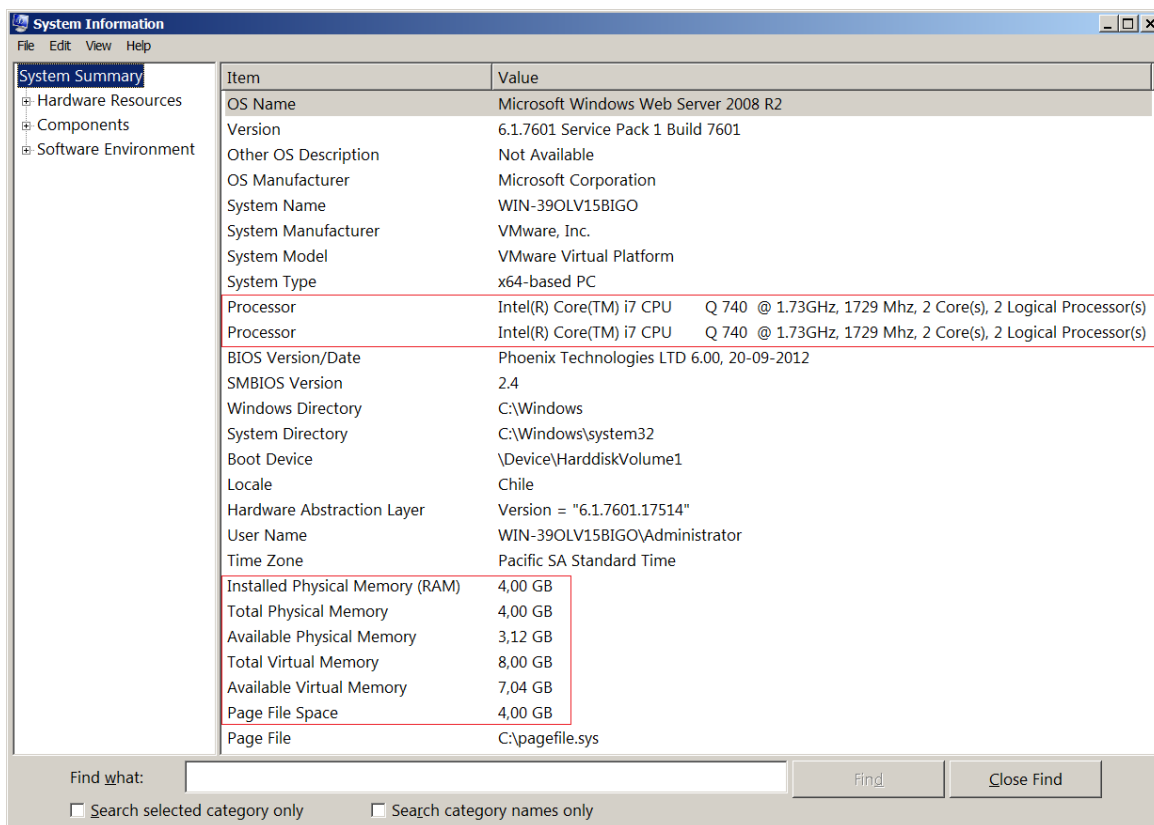 System Information
File Edit View Help
System Summary
Hardware Resources
Components
Software Environment
Item Value
OS Name Microsoft Windows Web Server 2008 R2
Version 6.1.7601 Service Pack 1 Build 7601
Other OS Description Not Available
OS Manufacturer Microsoft Corporation
System Name WIN-39OLV15BIGO
System Manufacturer VMware, Inc.
System Model VMware Virtual Platform
System Type x64-based PC
Processor Intel(R) Core(TM) i7 CPU Q 740 @ 1.73GHz, 1729 Mhz, 2 Core(s), 2 Logical Processor(s)
Processor Intel(R) Core(TM) i7 CPU Q 740 @ 1.73GHz, 1729 Mhz, 2 Core(s), 2 Logical Processor(s)
BIOS Version/Date Phoenix Technologies LTD 6.00, 20-09-2012
SMBIOS Version 2.4
Windows Directory C:\Windows
System Directory C:\Windows\system32
Boot Device \Device\HarddiskVolume1
Locale Chile
Hardware Abstraction Layer Version = "6.1.7601.17514"
User Name WIN-39OLV15BIGO\Administrator
Time Zone Pacific SA Standard Time
Installed Physical Memory (RAM) 4,00 GB
Total Physical Memory 4,00 GB
Available Physical Memory 3,12 GB
Total Virtual Memory 8,00 GB
Available Virtual Memory 7,04 GB
Page File Space 4,00 GB
Page File C:\pagefile.sys
Find what: Find Close Find
Search selected category only Search category names only